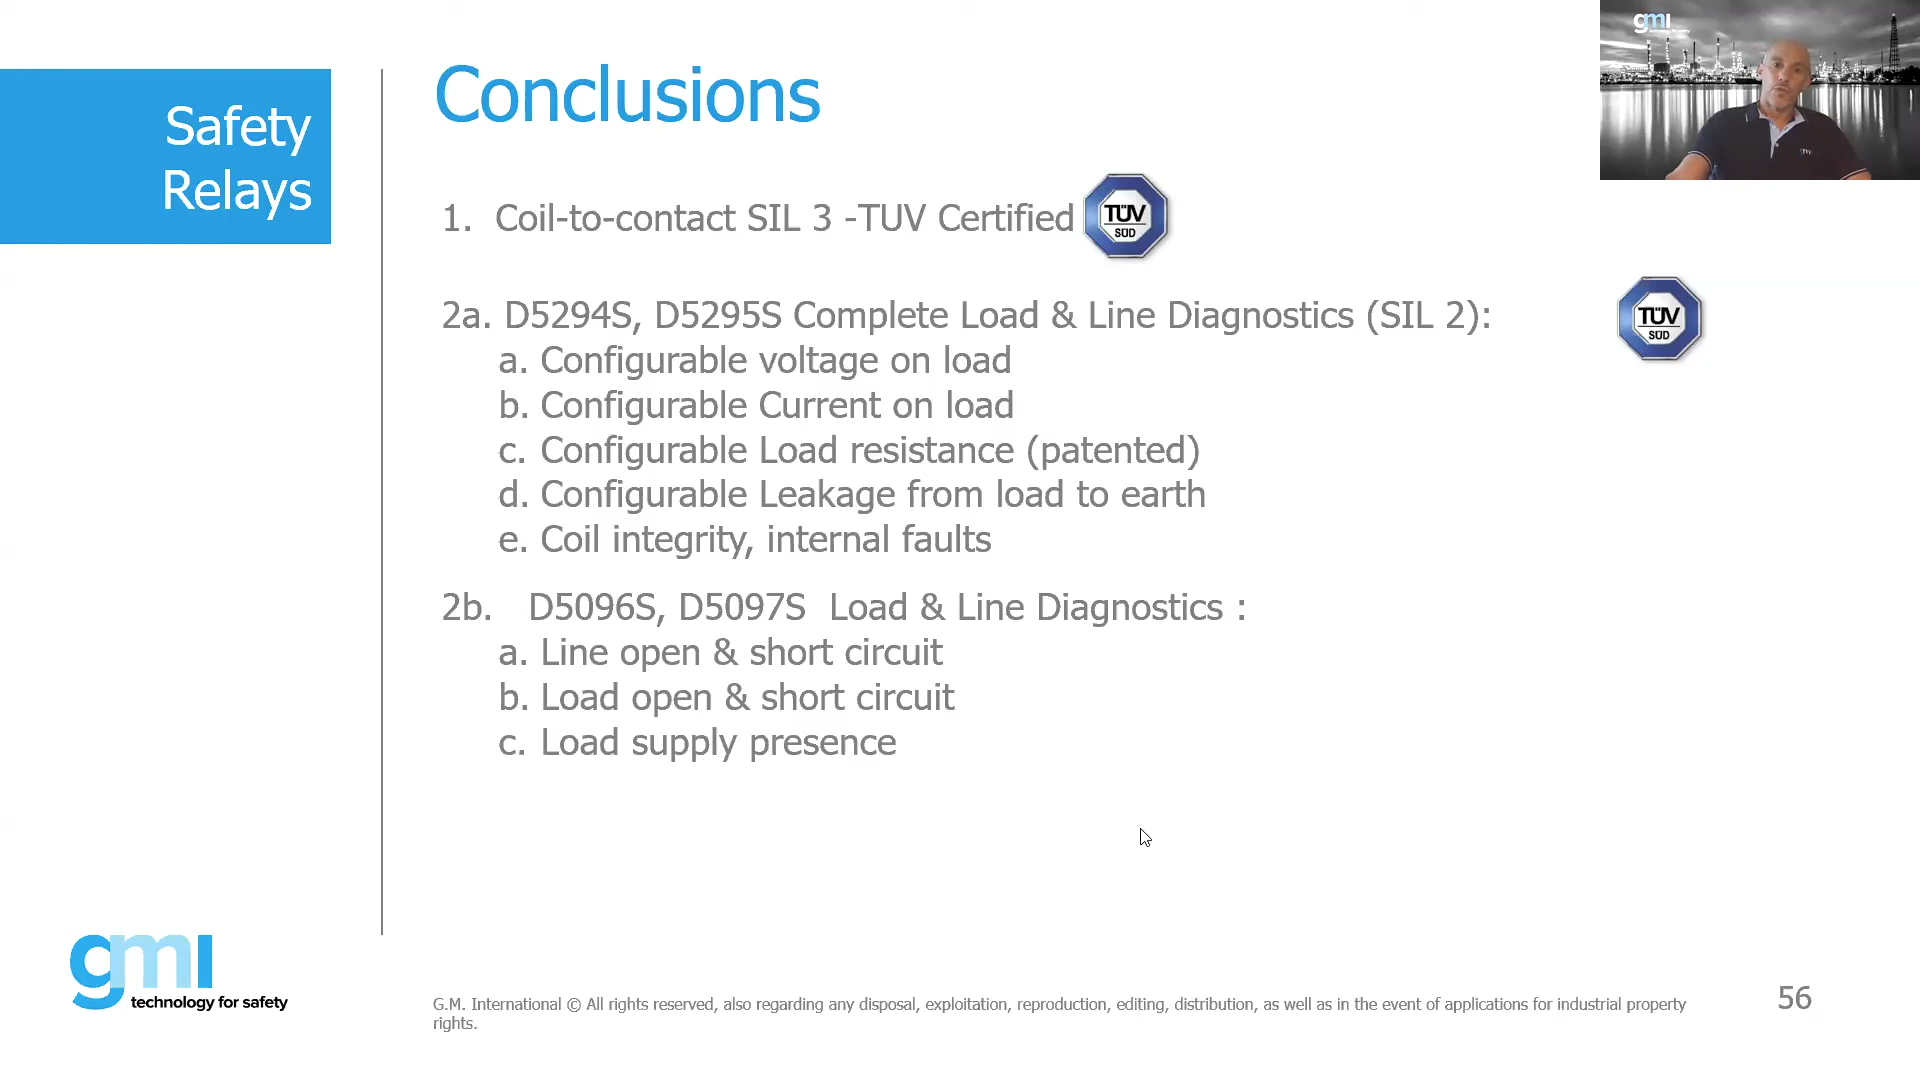 Safety
Relays
Conclusions
gmi
1. Coil-to-contact SIL 3 -TUV Certified
TÜV
SÜD
2a. D5294S, D5295S Complete Load & Line Diagnostics (SIL 2):
TÜV
SÜD
a. Configurable voltage on load
b. Configurable Current on load
c. Configurable Load resistance (patented)
d. Configurable Leakage from load to earth
e. Coil integrity, internal faults
2b. D5096S, D5097S Load & Line Diagnostics :
a. Line open & short circuit
b. Load open & short circuit
c. Load supply presence
gmi
technology for safety
G.M. International © All rights reserved, also regarding any disposal, exploitation, reproduction, editing, distribution, as well as in the event of applications for industrial property
rights.
56